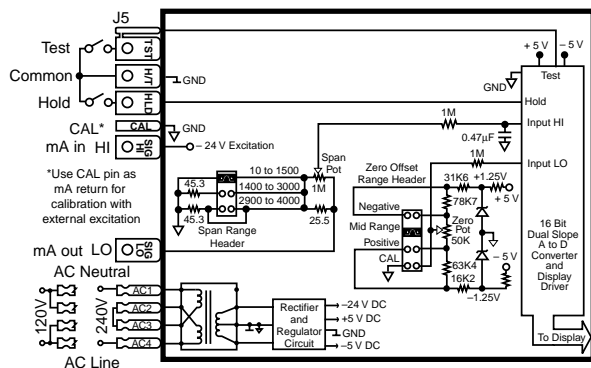 J5
Test
TST
Common
H/T
GND
Hold
HLD
CAL*
CAL
GND
mA in HI
SIG
HI
– 24 V Excitation
*Use CAL pin as
mA return for
calibration with
external excitation
mA out LO
SIG
LO
45.3
45.3
10 to 1500
1400 to 3000
2900 to 4000
Span Range
Header
Span
Pot
1M
25.5
1M
0.47µF
1M
Zero Offset
Range Header
Negative
Mid Range
Positive
CAL
31K6
+1.25V
+ 5 V
78K7
Zero
Pot
50K
63K4
16K2
– 5 V
–1.25V
+ 5 V
– 5 V
GND
Test
Hold
Input HI
Input LO
16 Bit
Dual Slope
A to D
Converter
and
Display
Driver
To Display
AC Neutral
120V
240V
AC1
AC2
AC3
AC4
AC Line
Rectifier
and
Regulator
Circuit
–24 V DC
+5 V DC
GND
–5 V DC